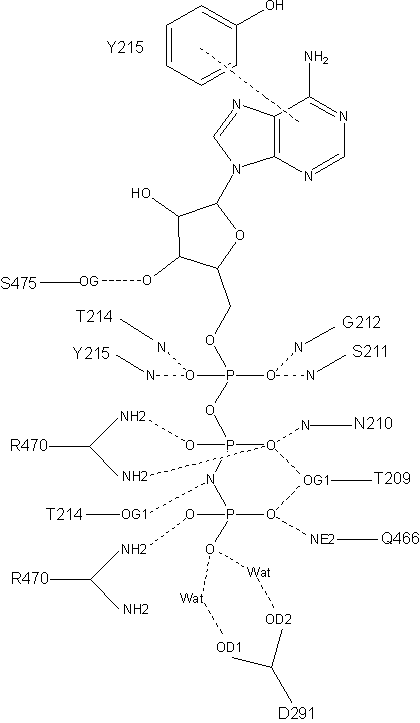 OH
Y215
NH2
N N
N N
HO
O
S475 OG O
T214 O G212
N N
Y215 S211
N O P O N
O
NH2 N N210
R470 O P O
NH2 N OG1 T209
T214 OG1
NH2 O P O NE2 Q466
R470 O Wat
NH2 Wat
OD2
OD1
D291